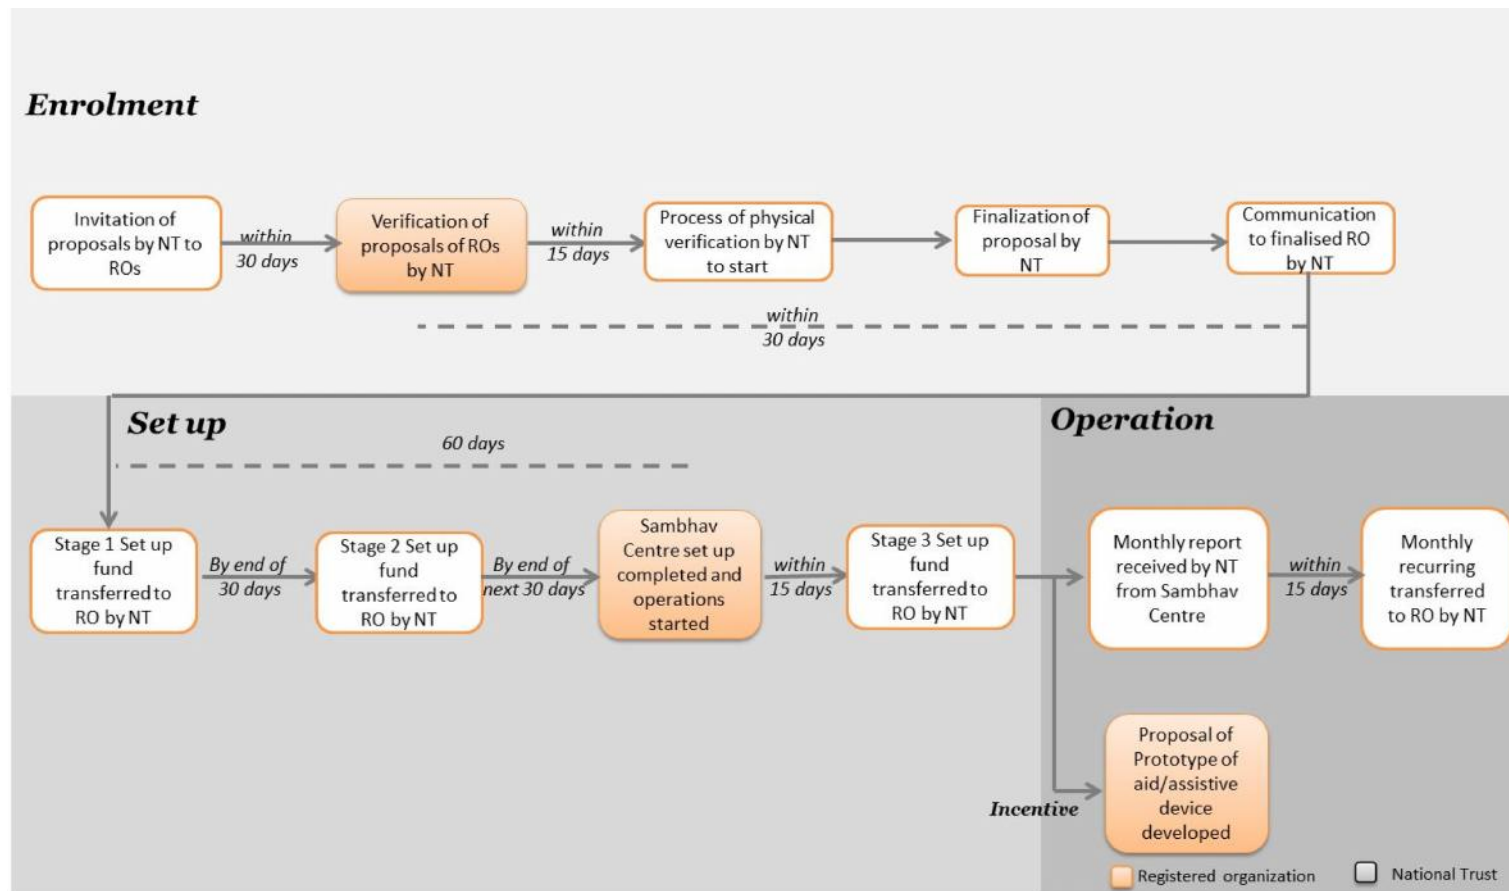 Enrolment
Invitation of
proposals by NT to
ROs
within
30 days
Verification of
proposals of ROs
by NT
within
15 days
Process of physical
verification by NT
to start
Finalization of
proposal by
NT
Communication
to finalised RO
by NT
within
30 days
Set up
60 days
Stage 1 Set up
fund
transferred to
RO by NT
By end of
30 days
Stage 2 Set up
fund
transferred to
RO by NT
By end of
next 30 days
Sambhav
Centre set up
completed and
operations
started
within
15 days
Stage 3 Set up
fund
transferred to
RO by NT
Operation
Monthly report
received by NT
from Sambhav
Centre
within
15 days
Monthly
recurring
transferred
to RO by NT
Incentive
Proposal of
Prototype of
aid/assistive
device
developed
Registered organization
National Trust